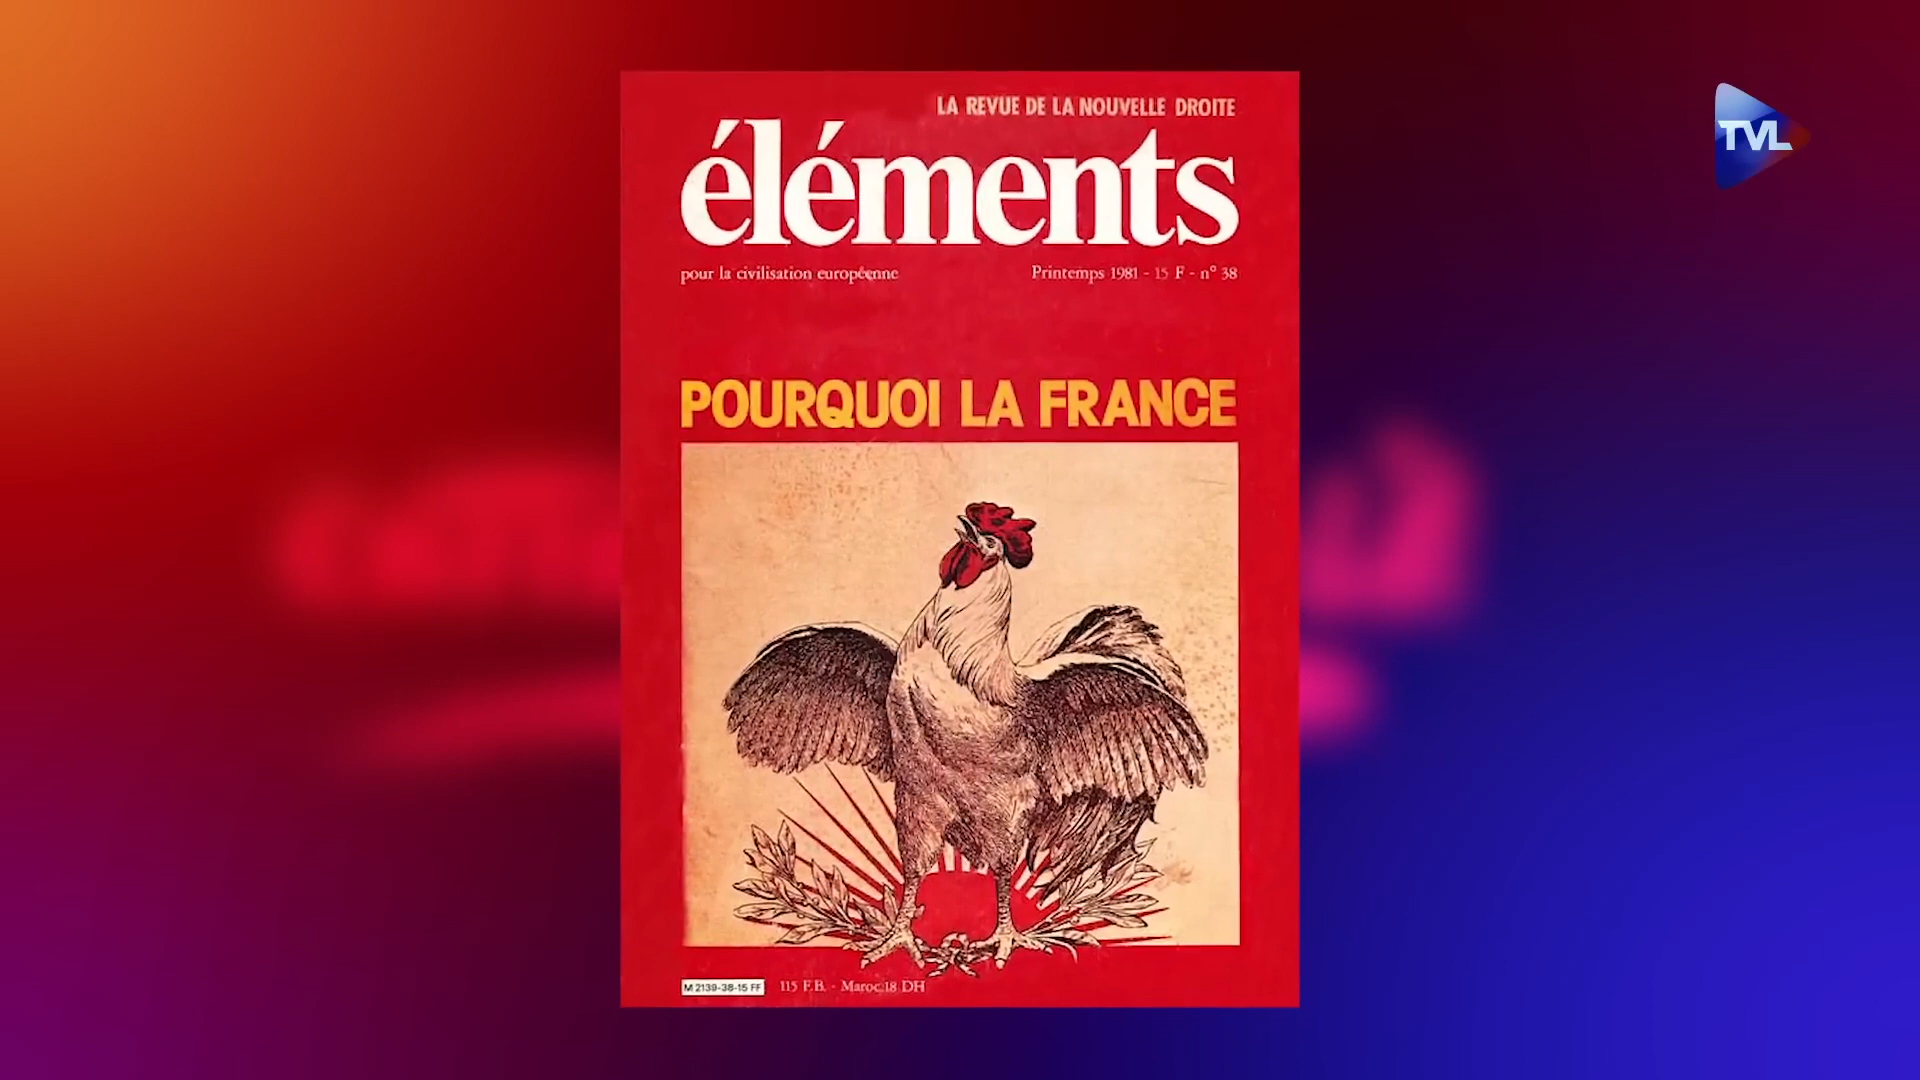 LA REVUE DE LA NOUVELLE DROITE
éléments
pour la civilisation européenne
Printemps 1981 - 15 F - n° 38
POURQUOI LA FRANCE
M 2139-38-15 FF
115 F.B. - Maroc 18 DH
TVL